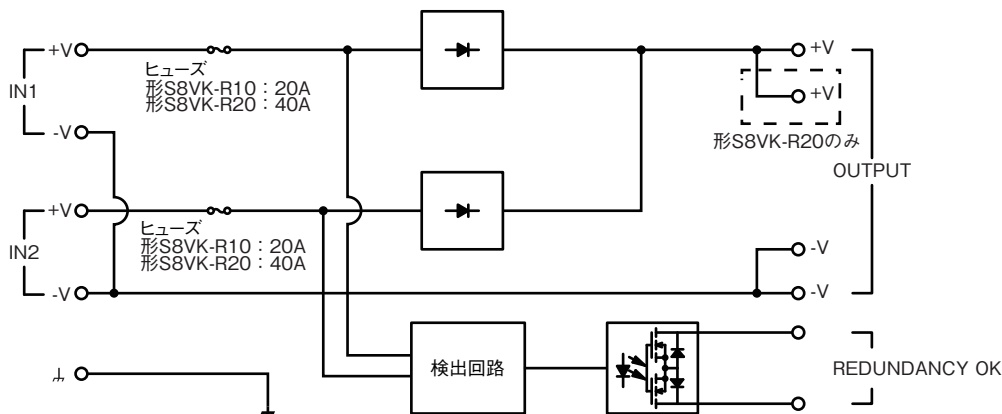 +V
IN1
-V
ヒューズ
形S8VK-R10：20A
形S8VK-R20：40A
+V
+V
形S8VK-R20のみ
OUTPUT
+V
IN2
-V
ヒューズ
形S8VK-R10：20A
形S8VK-R20：40A
-V
-V
検出回路
REDUNDANCY OK